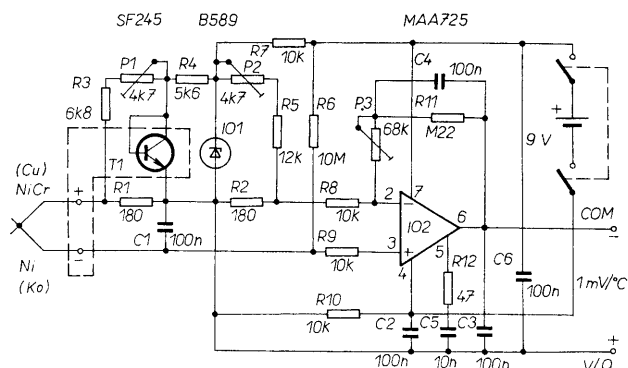 SF245 B589 MAA725
R7 10k
P1 4k7
R4 5k6
P2 4k7
C4 100n
R3 6k8
R5 12k
R6 10M
P3 68k
R11 M22
9 V
+
IO1
T1
(Cu) NiCr
+
R1 180
R2 180
R8 10k
2 −
7
IO2
6
COM
−
C1 100n
Ni (Ko)
−
R9 10k
3 +
4
5
R12 47
C6 100n
1mV/°C
R10 10k
C2 100n
C5 10n
C3 100n
+
V/Ω